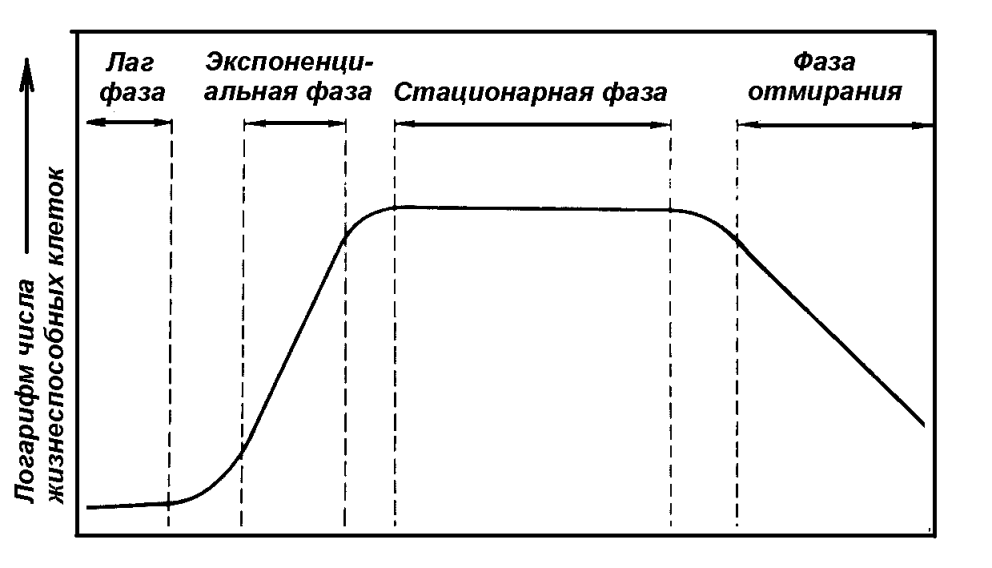 Лаг
фаза
Экспоненци-
альная фаза
Стационарная фаза
Фаза
отмирания
Логарифм числа
жизнеспособных клеток